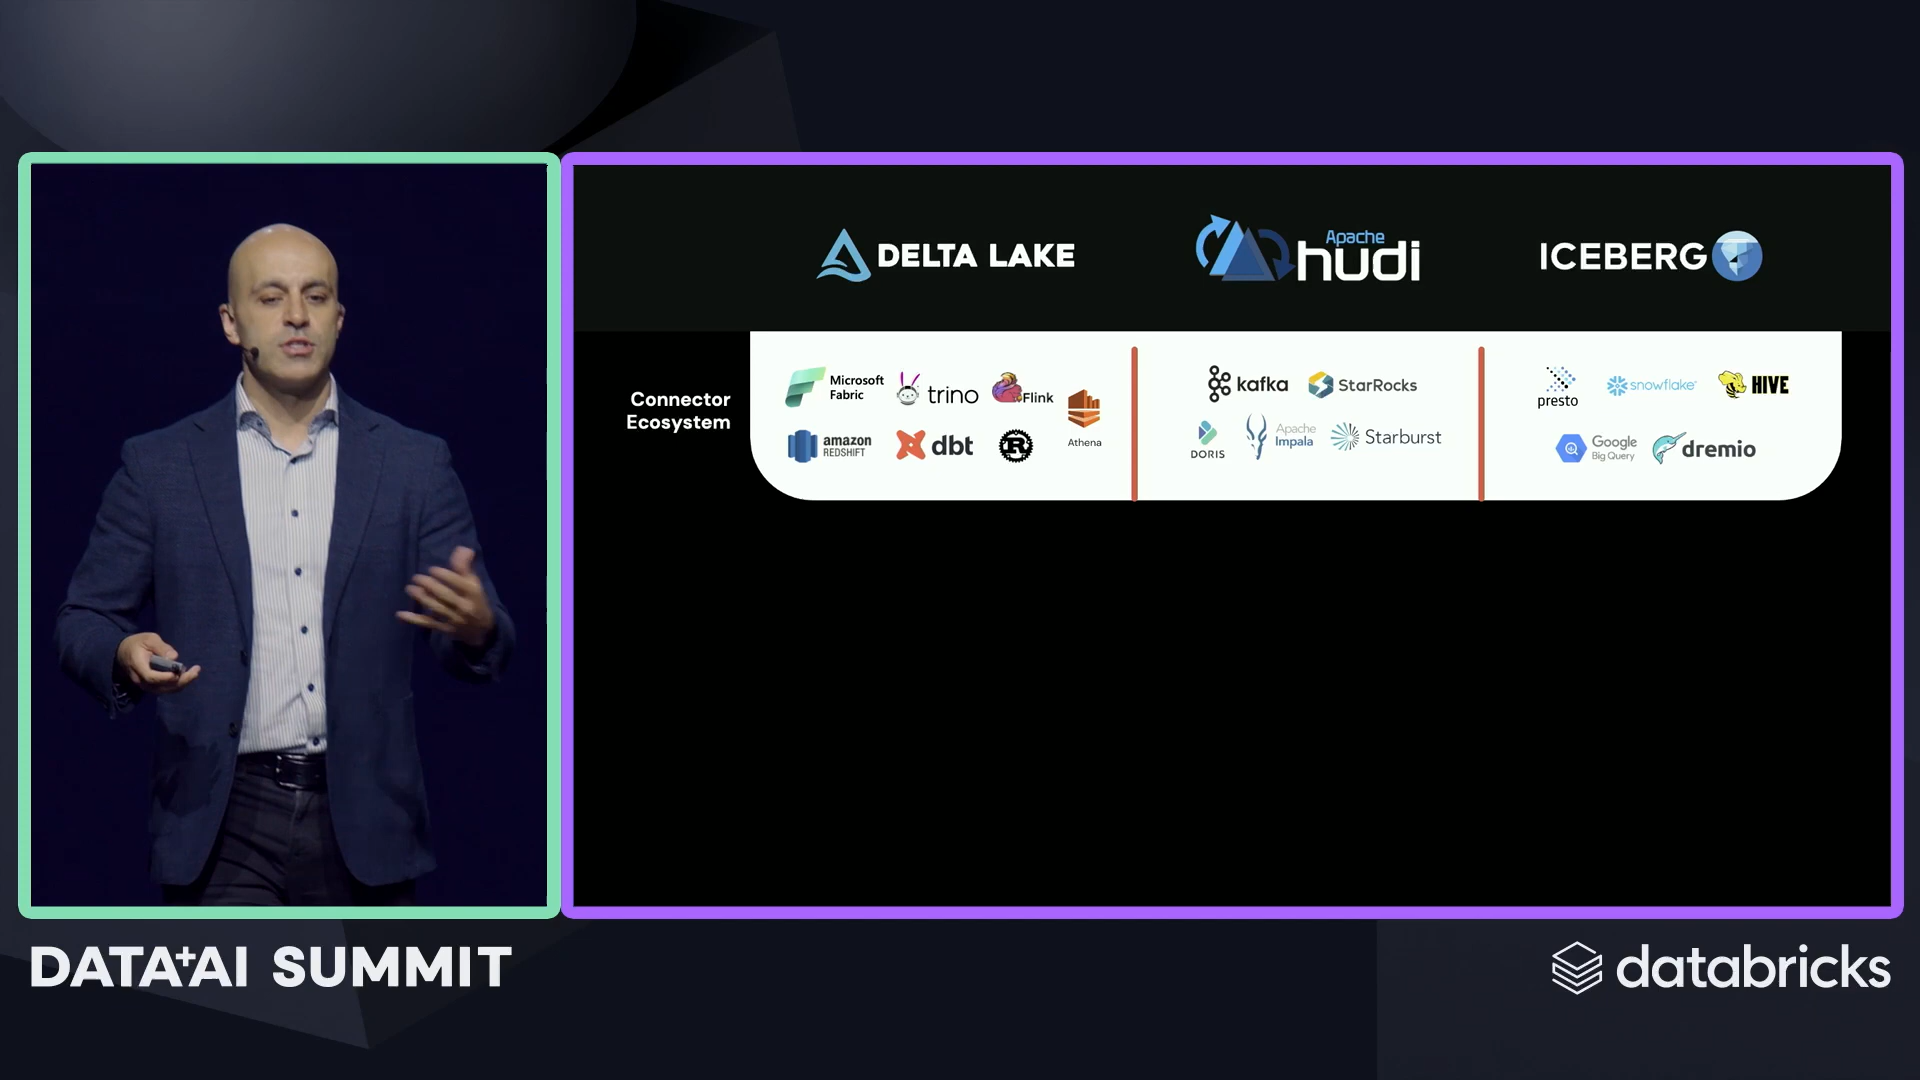 DELTA LAKE
Apache
hudi
ICEBERG
Connector
Ecosystem
Microsoft
Fabric
trino
Flink
Athena
amazon
REDSHIFT
dbt
R
kafka
StarRocks
DORIS
Apache
Impala
Starburst
presto
snowflake
HIVE
Google
Big Query
dremio
DATA+AI SUMMIT
databricks